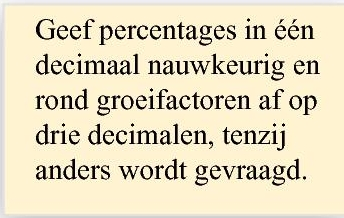 Geef percentages in één
decimaal nauwkeurig en
rond groeifactoren af op
drie decimalen, tenzij
anders wordt gevraagd.